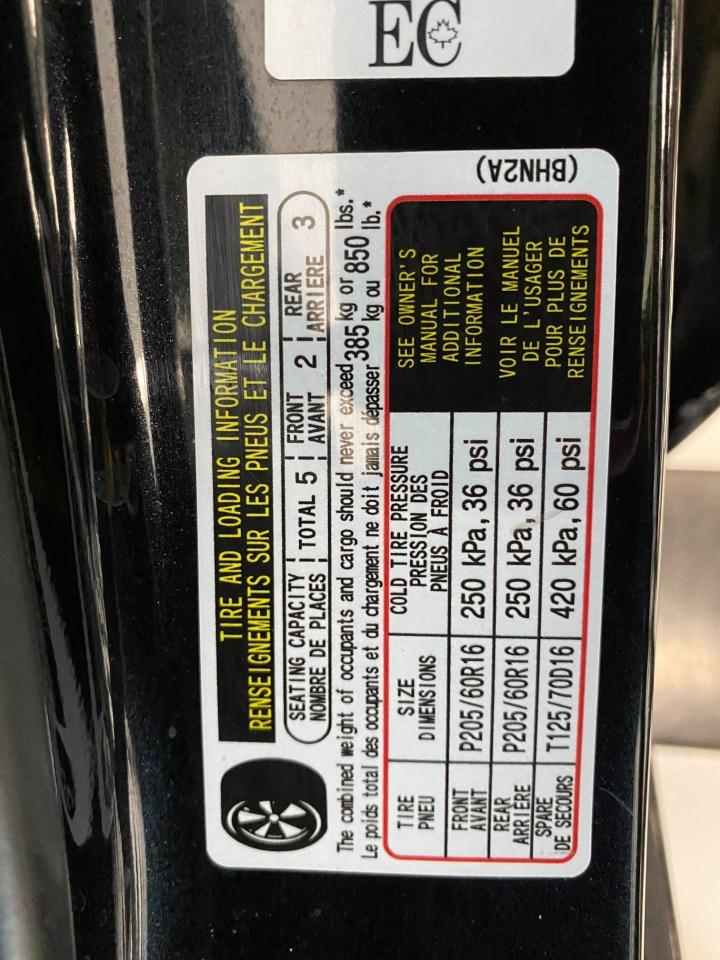 EC
(BHN2A)
TIRE AND LOADING INFORMATION
RENSEIGNEMENTS SUR LES PNEUS ET LE CHARGEMENT
SEATING CAPACITY | TOTAL 5 | FRONT 2 | REAR 3
NOMBRE DE PLACES | AVANT | ARRIERE
The combined weight of occupants and cargo should never exceed 385 kg or 850 lbs.*
Le poids total des occupants et du chargement ne doit jamais dépasser 385 kg ou 850 lb.*
TIRE SIZE COLD TIRE PRESSURE
PNEU DIMENSIONS PRESSION DES
PNEUS À FROID
FRONT P205/60R16 250 kPa, 36 psi
AVANT
REAR P205/60R16 250 kPa, 36 psi
ARRIÈRE
SPARE T125/70D16 420 kPa, 60 psi
DE SECOURS
SEE OWNER'S
MANUAL FOR
ADDITIONAL
INFORMATION
VOIR LE MANUEL
DE L'USAGER
POUR PLUS DE
RENSEIGNEMENTS